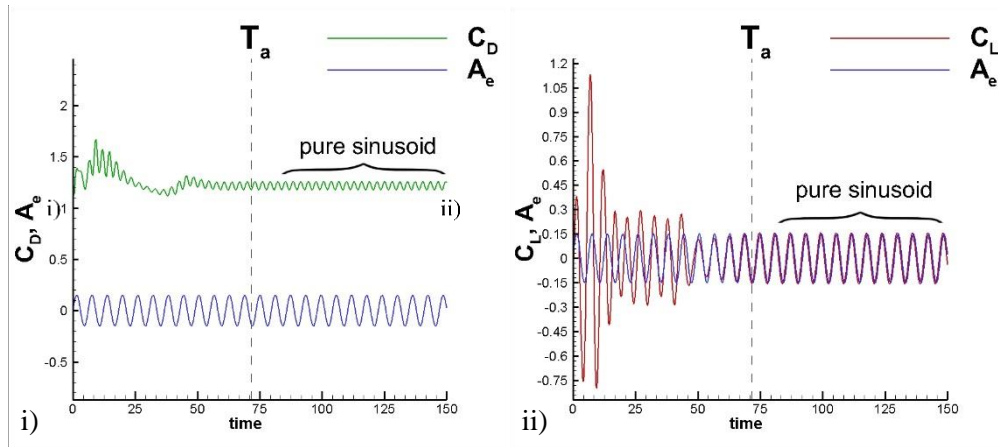 T a
C D
A e
2
1.5
1
0
-0.5
C D, A e
i)
ii)
pure sinusoid
0 25 50 75 100 125 150
time
i)
T a
C L
A e
1.2
1.05
0.9
0.75
0.6
0.45
0.3
0.15
0
-0.15
-0.3
-0.45
-0.6
-0.75
C L, A e
pure sinusoid
0 25 50 75 100 125 150
time
ii)